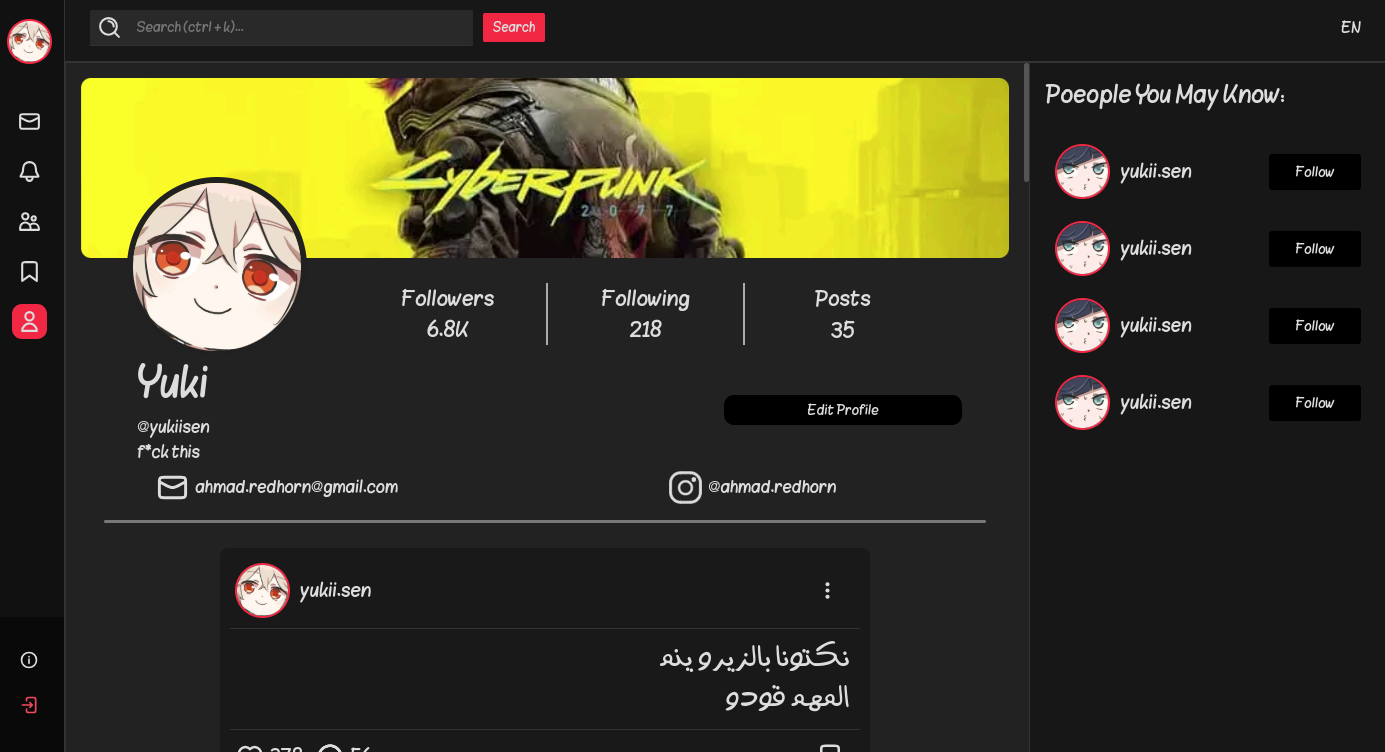 Search (ctrl + k)...
Search
EN
CYBERPUNK
2077
Followers
6.8K
Following
218
Posts
35
Yuki
@yukiisen
f*ck this
Edit Profile
ahmad.redhorn@gmail.com
@ahmad.redhorn
yukii.sen
نكتونا بالزيرو ينم
المهم قودو
Poeople You May Know:
yukii.sen
Follow
yukii.sen
Follow
yukii.sen
Follow
yukii.sen
Follow